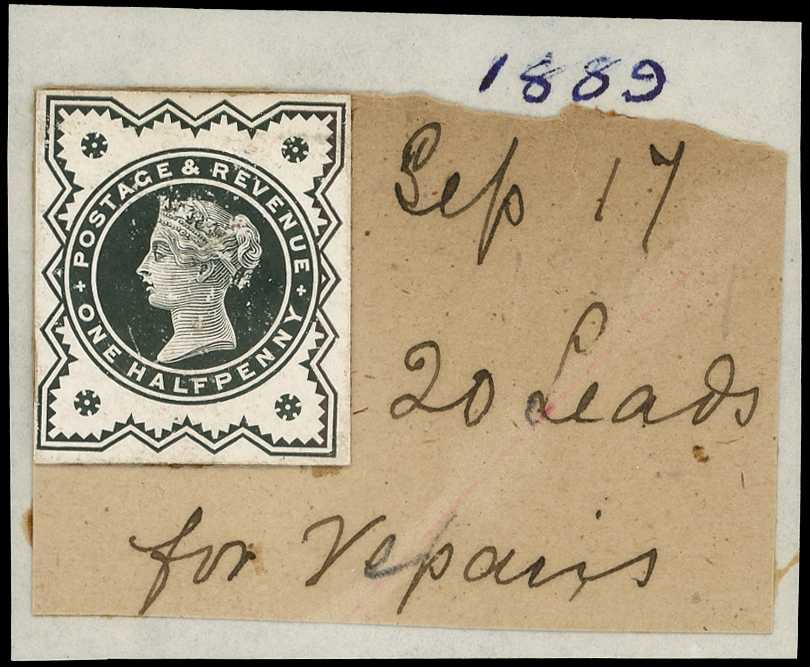 1889
POSTAGE & REVENUE
ONE HALFPENNY
Sep 17
20 Leads
for repairs